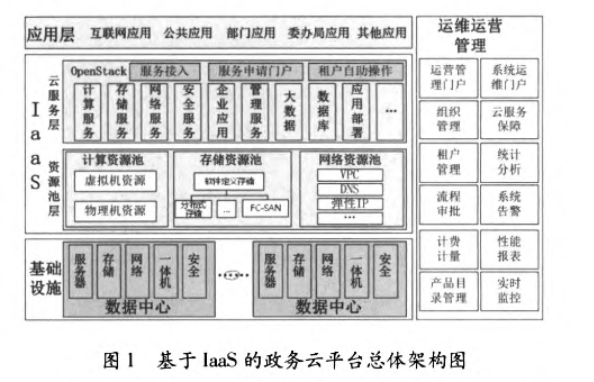 应用层 互联网应用 公共应用 部门应用 委办局应用 其他应用
IaaS
云服务层
OpenStack 服务接入 服务申请门户 租户自助操作
计算服务 存储服务 网络服务 安全服务 企业应用 管理服务 大数据 数据库 应用部署 ...
资源池层
计算资源池
虚拟机资源
物理机资源
存储资源池
软件定义存储
分布式存储 ... FC-SAN
网络资源池
VPC
DNS
弹性IP
...
基础设施
服务器 存储 网络 一体机 安全
数据中心
......
服务器 存储 网络 一体机 安全
数据中心
运维运营管理
运营管理门户 系统运维门户
组织管理 云服务保障
租户管理 统计分析
流程审批 系统告警
计费计量 性能报表
产品目录管理 实时监控
图 1 基于 IaaS 的政务云平台总体架构图